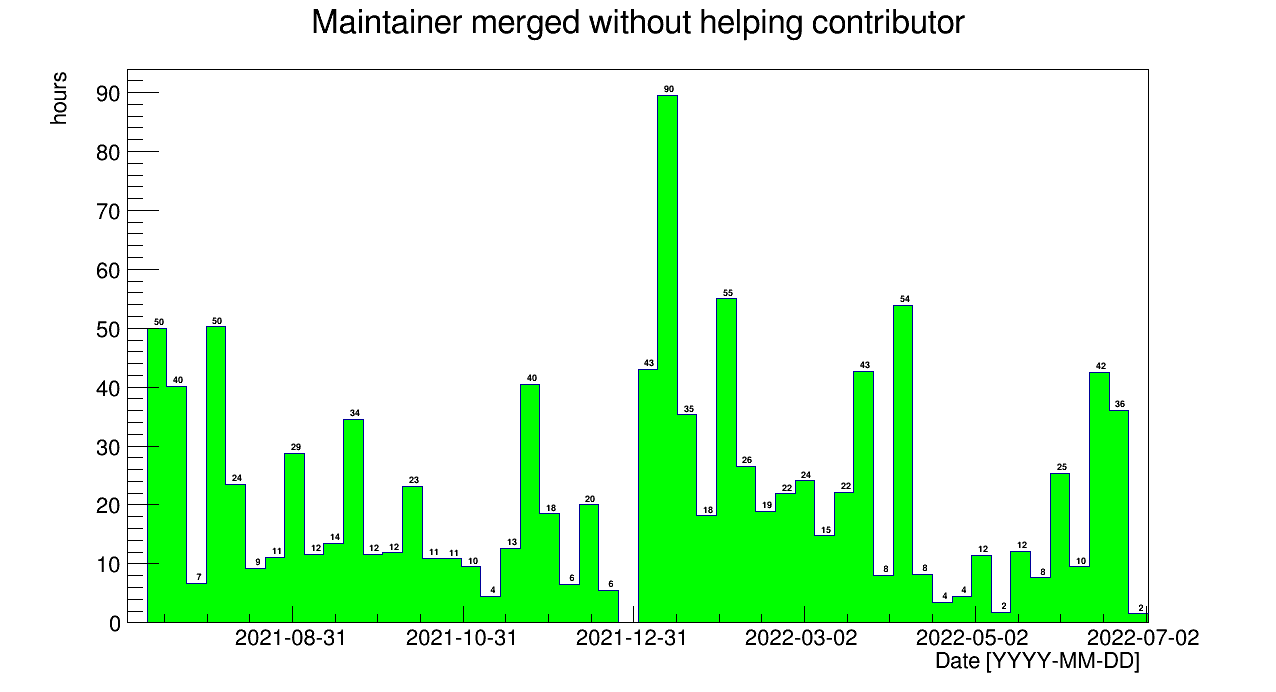 Maintainer merged without helping contributor
hours
90
80
70
60
50
40
30
20
10
0
50 40 7 50 24 9 11 29 12 14 34 12 12 23 11 11 10 4 13 40 18 6 20 6 43 90 35 18 55 26 19 22 24 15 22 43 8 54 8 4 4 12 2 12 8 25 10 42 36 2
2021-08-31 2021-10-31 2021-12-31 2022-03-02 2022-05-02 2022-07-02
Date [YYYY-MM-DD]